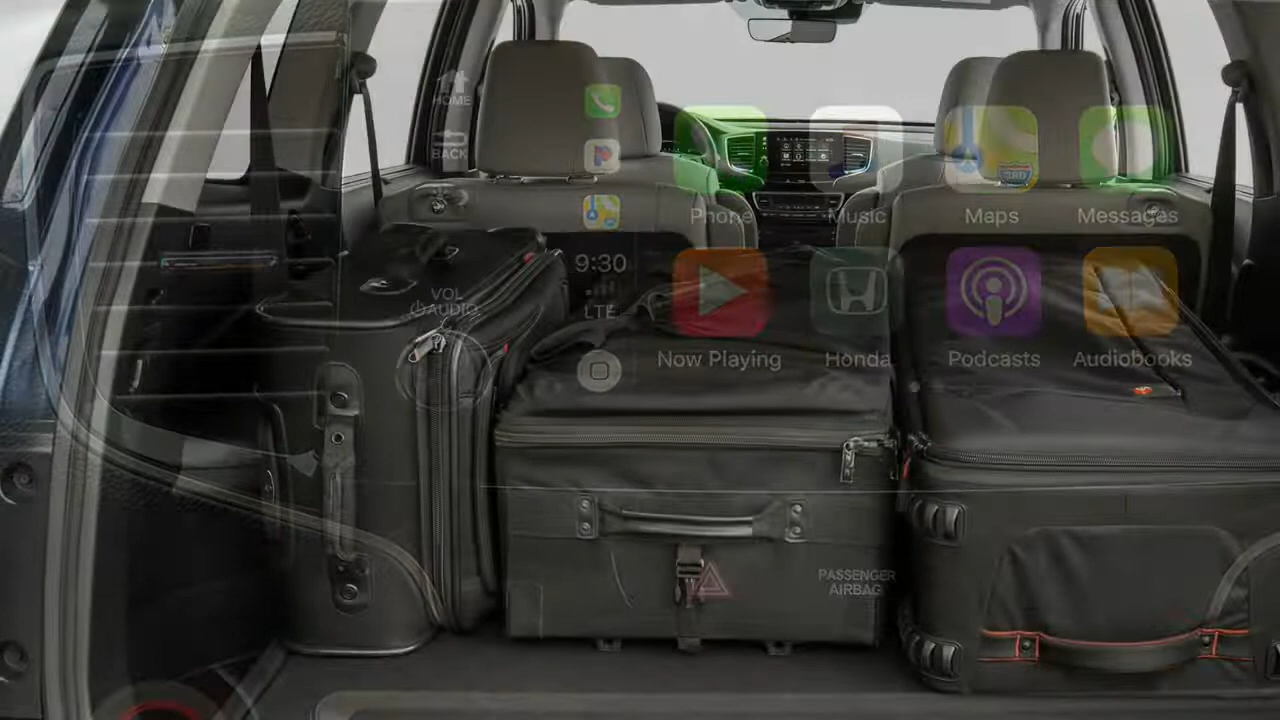 HOME
BACK
Phone
Music
Maps
Messages
9:30
LTE
VOL
AUDIO
Now Playing
Honda
Podcasts
Audiobooks
PASSENGER
AIRBAG